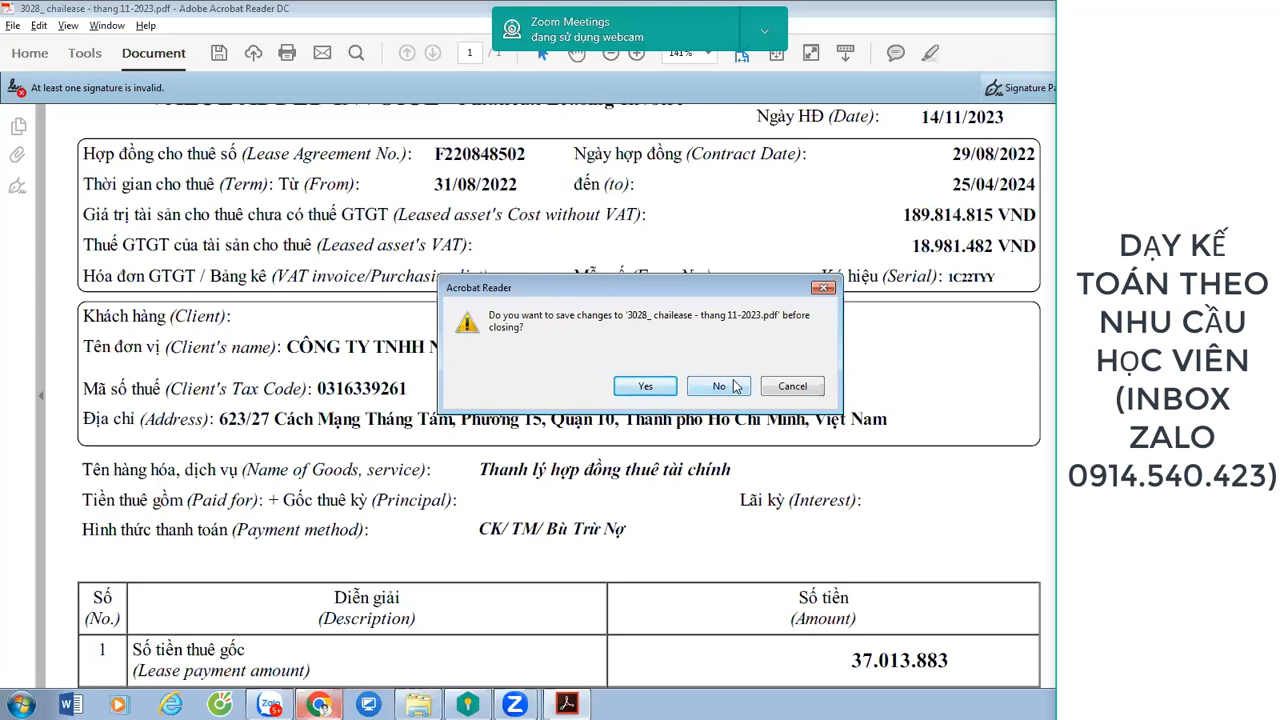 3028_ chailease - thang 11-2023.pdf - Adobe Acrobat Reader DC
File Edit View Window Help
Zoom Meetings
đang sử dụng webcam
Home Tools Document 1 / 1 141%
At least one signature is invalid.
Signature Pa
Ngày HĐ (Date): 14/11/2023
Hợp đồng cho thuê số (Lease Agreement No.): F220848502 Ngày hợp đồng (Contract Date): 29/08/2022
Thời gian cho thuê (Term): Từ (From): 31/08/2022 đến (to): 25/04/2024
Giá trị tài sản cho thuê chưa có thuế GTGT (Leased asset's Cost without VAT): 189.814.815 VND
Thuế GTGT của tài sản cho thuê (Leased asset's VAT): 18.981.482 VND
Hóa đơn GTGT / Bảng kê (VAT invoice/Purchasin (Serial): 1C22TYY
Acrobat Reader
Do you want to save changes to '3028_ chailease - thang 11-2023.pdf' before
closing?
Yes No Cancel
Khách hàng (Client):
Tên đơn vị (Client's name): CÔNG TY TNHH N
Mã số thuế (Client's Tax Code): 0316339261
Địa chỉ (Address): 623/27 Cách Mạng Tháng Tám, Phường 15, Quận 10, Thành phố Hồ Chí Minh, Việt Nam
Tên hàng hóa, dịch vụ (Name of Goods, service): Thanh lý hợp đồng thuê tài chính
Tiền thuê gồm (Paid for): + Gốc thuê kỳ (Principal): Lãi kỳ (Interest):
Hình thức thanh toán (Payment method): CK/ TM/ Bù Trừ Nợ
Số Diễn giải Số tiền
(No.) (Description) (Amount)
1 Số tiền thuê gốc 37.013.883
(Lease payment amount)
DẠY KẾ
TOÁN THEO
NHU CẦU
HỌC VIÊN
(INBOX
ZALO
0914.540.423)